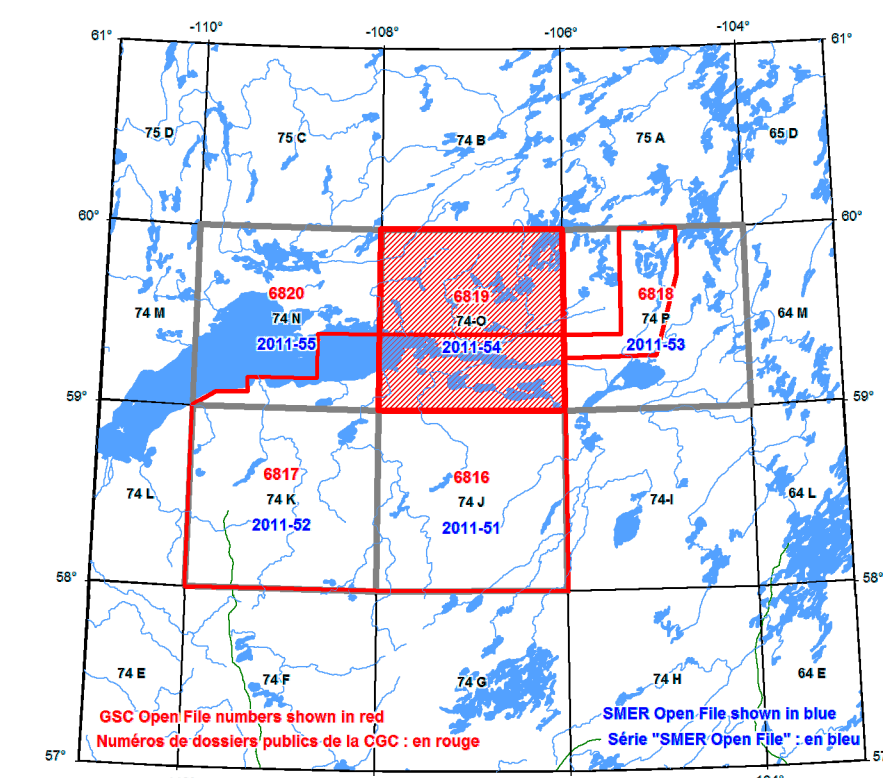 -110°
-108°
-106°
-104°
61°
61°
75 D
75 C
74 B
75 A
65 D
60°
60°
6820
6819
6818
74 M
74 N
74-O
74 P
64 M
2011-55
2011-54
2011-53
59°
59°
6817
6816
74 L
74 K
74 J
74-I
64 L
2011-52
2011-51
58°
58°
74 E
74 F
74 G
74 H
64 E
GSC Open File numbers shown in red
SMER Open File shown in blue
Numéros de dossiers publics de la CGC : en rouge
Série "SMER Open File" : en bleu
57°